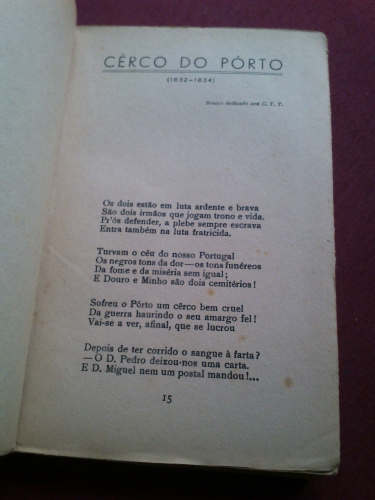 CÊRCO DO PÔRTO
(1832-1834)
Soneto dedicado aos C. T. T.
Os dois estão em luta ardente e brava
São dois irmãos que jogam trono e vida.
Pr'ós defender, a plebe sempre escrava
Entra também na luta fratricida.
Turvam o céu do nosso Portugal
Os negros tons da dor—os tons funéreos
Da fome e da miséria sem igual;
E Douro e Minho são dois cemitérios!
Sofreu o Pôrto um cêrco bem cruel
Da guerra haurindo o seu amargo fel!
Vai-se a ver, afinal, que se lucrou
Depois de ter corrido o sangue à farta?
—O D. Pedro deixou-nos uma carta.
E D. Miguel nem um postal mandou!...
15